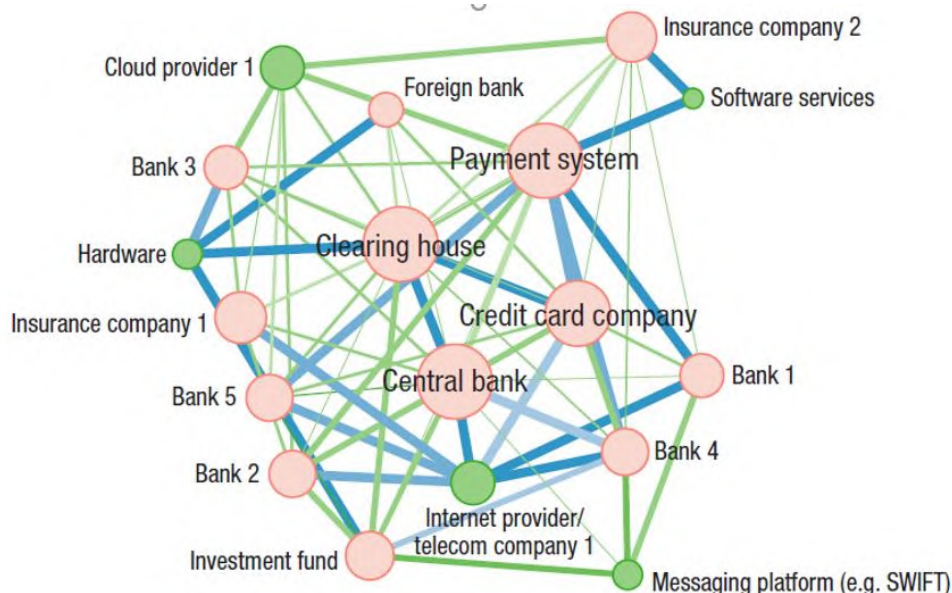 Insurance company 2
Cloud provider 1
Foreign bank
Software services
Payment system
Bank 3
Clearing house
Hardware
Insurance company 1
Credit card company
Central bank
Bank 1
Bank 5
Bank 4
Bank 2
Internet provider/
telecom company 1
Investment fund
Messaging platform (e.g. SWIFT)